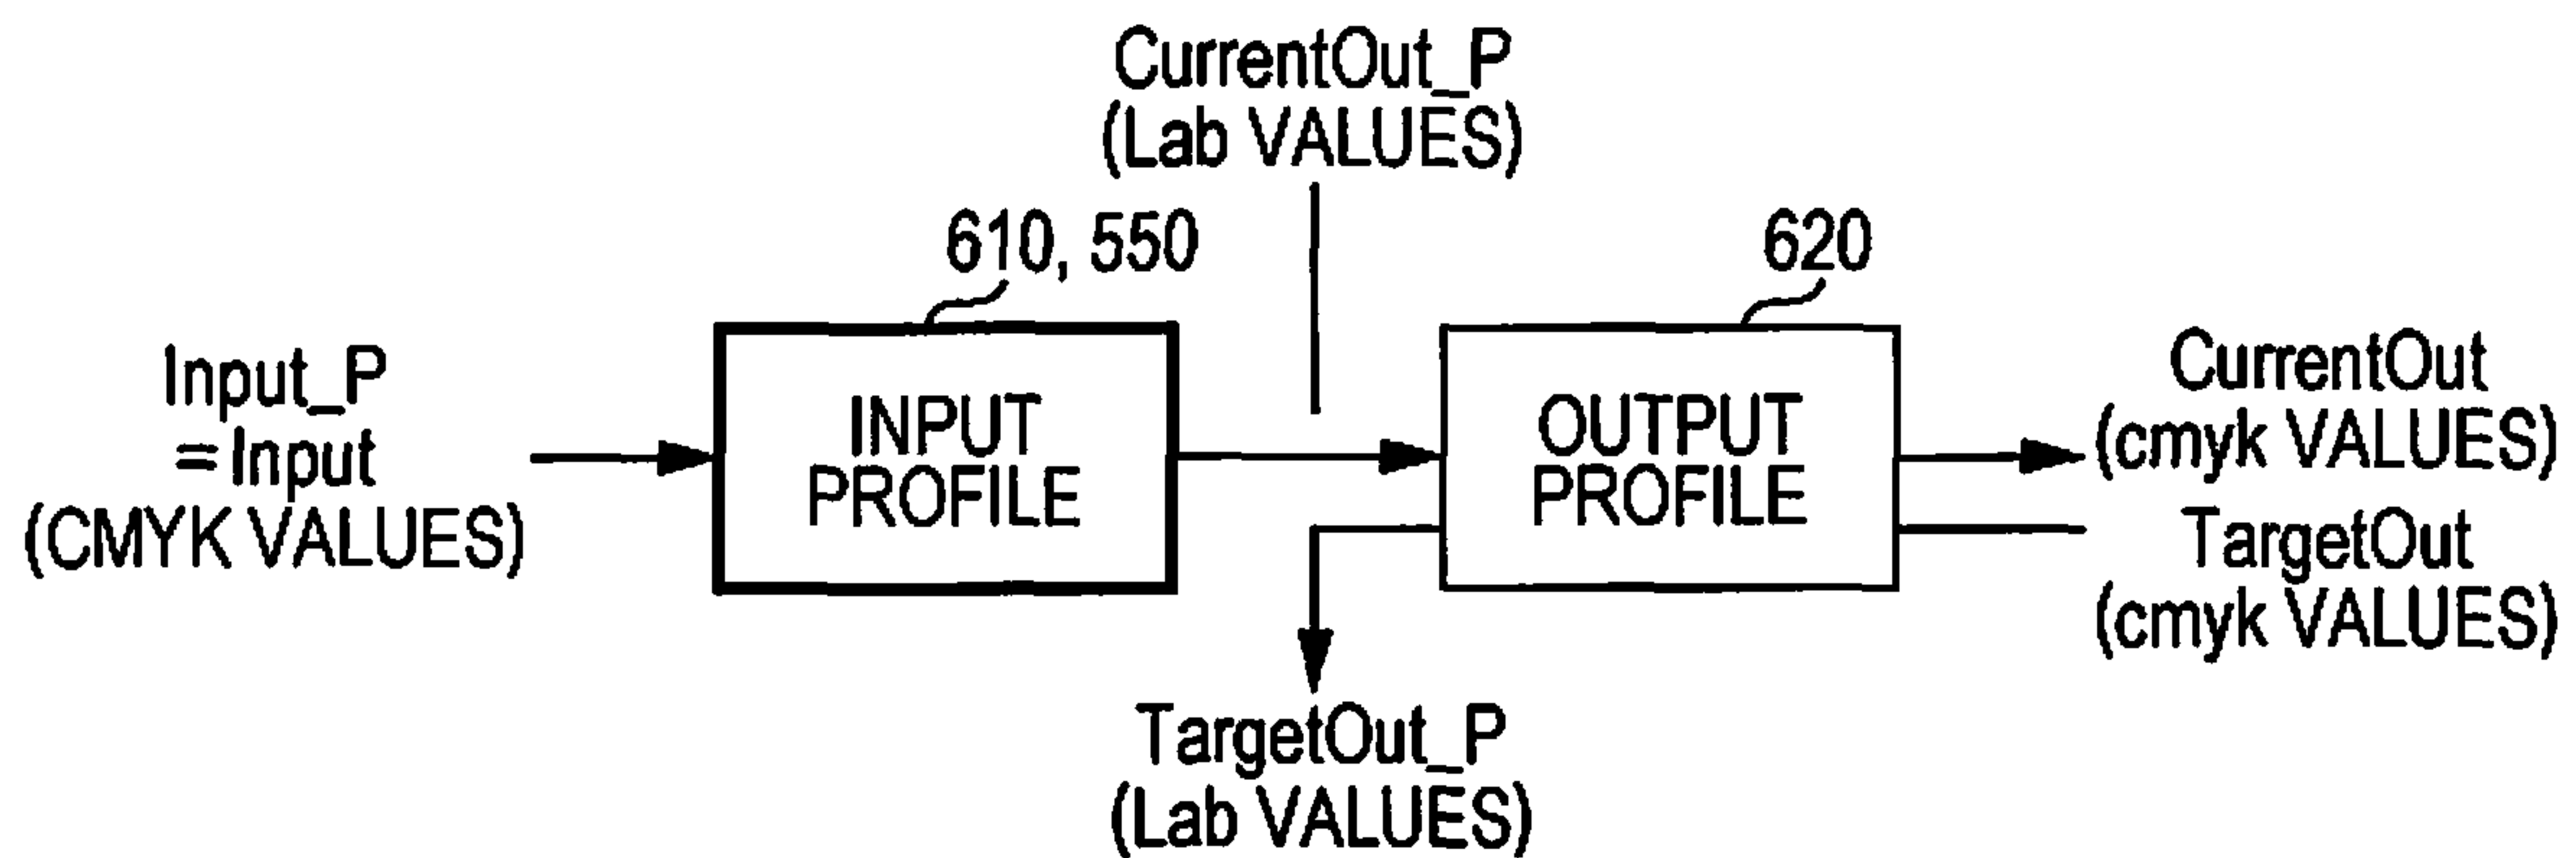 CurrentOut_P
(Lab VALUES)
610, 550
620
Input_P
= Input
(CMYK VALUES)
INPUT
PROFILE
OUTPUT
PROFILE
CurrentOut
(cmyk VALUES)
TargetOut
(cmyk VALUES)
TargetOut_P
(Lab VALUES)